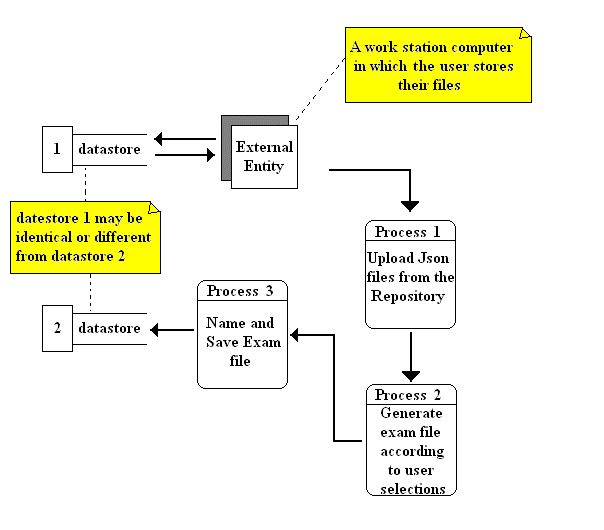 A work station computer
in which the user stores
their files
External
Entity
1
datastore
datestore 1 may be
identical or different
from datastore 2
2
datastore
Process 1
Upload Json
files from the
Repository
Process 2
Generate
exam file
according
to user
selections
Process 3
Name and
Save Exam
file